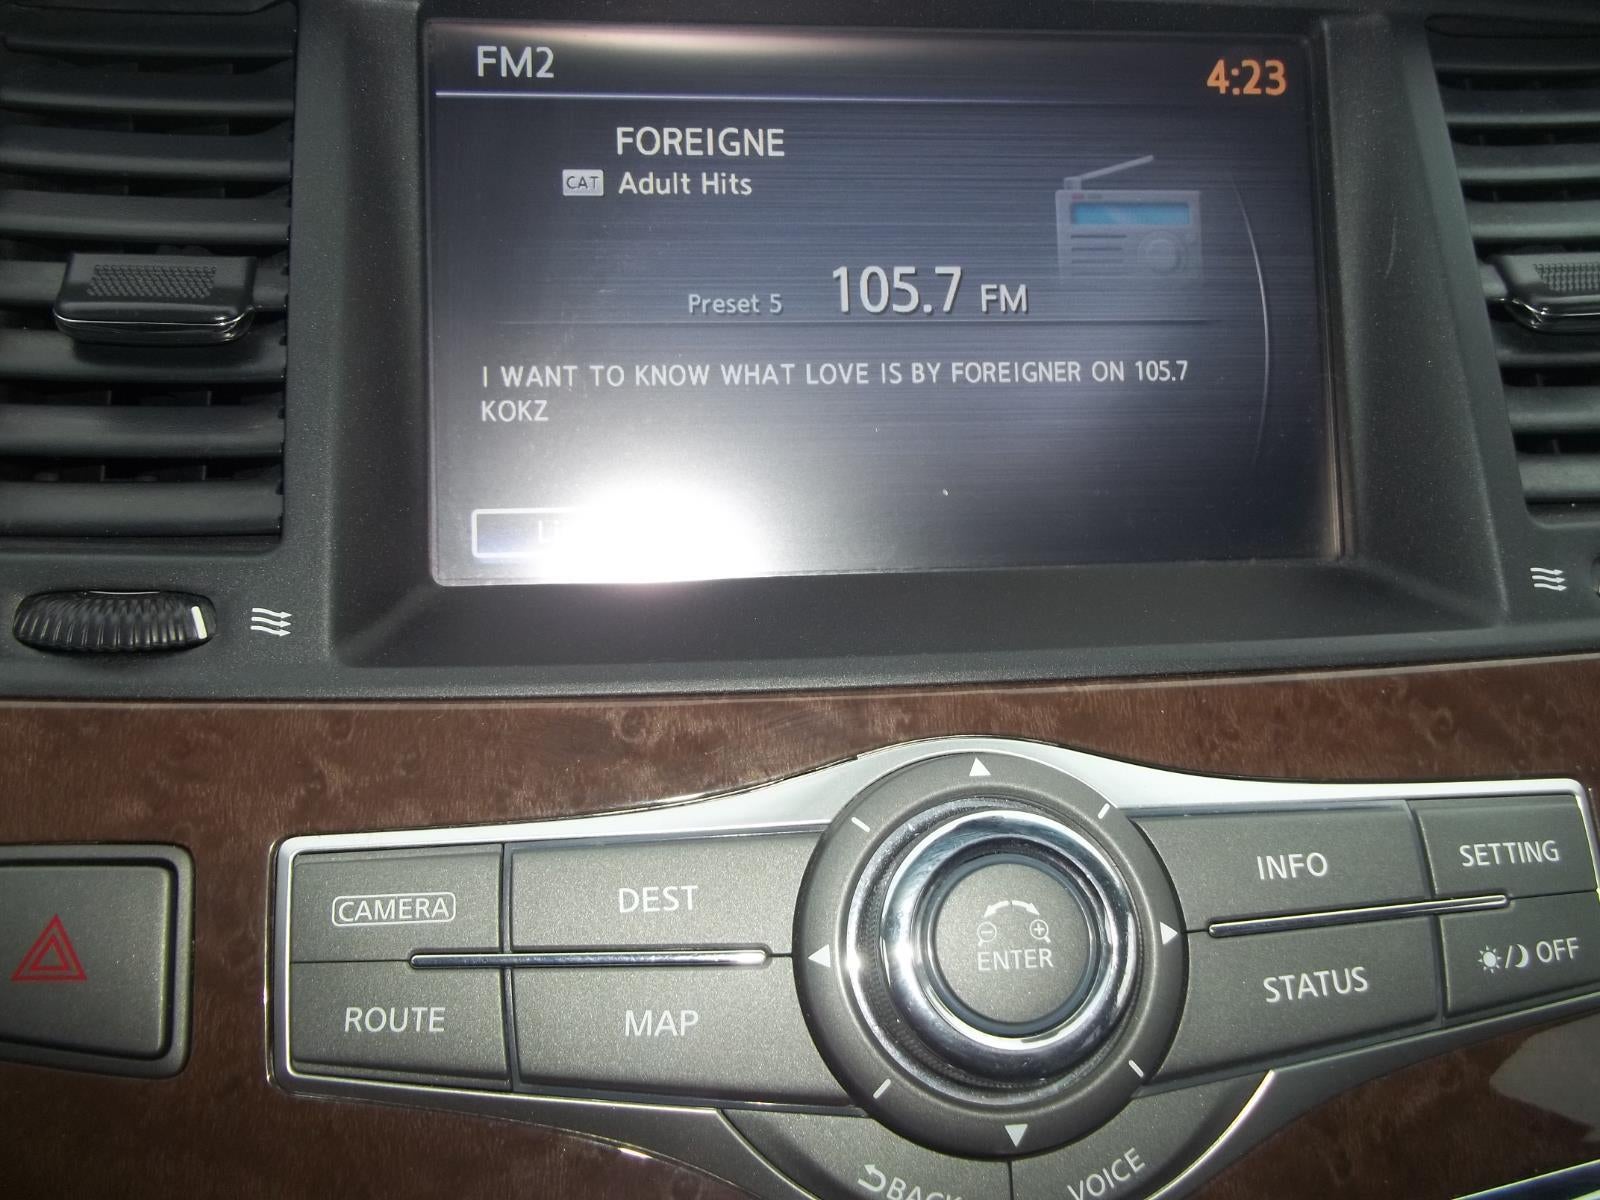 FM2
4:23
FOREIGNE
CAT Adult Hits
Preset 5 105.7 FM
I WANT TO KNOW WHAT LOVE IS BY FOREIGNER ON 105.7
KOKZ
CAMERA
DEST
ROUTE
MAP
ENTER
INFO
SETTING
STATUS
OFF
BACK
VOICE